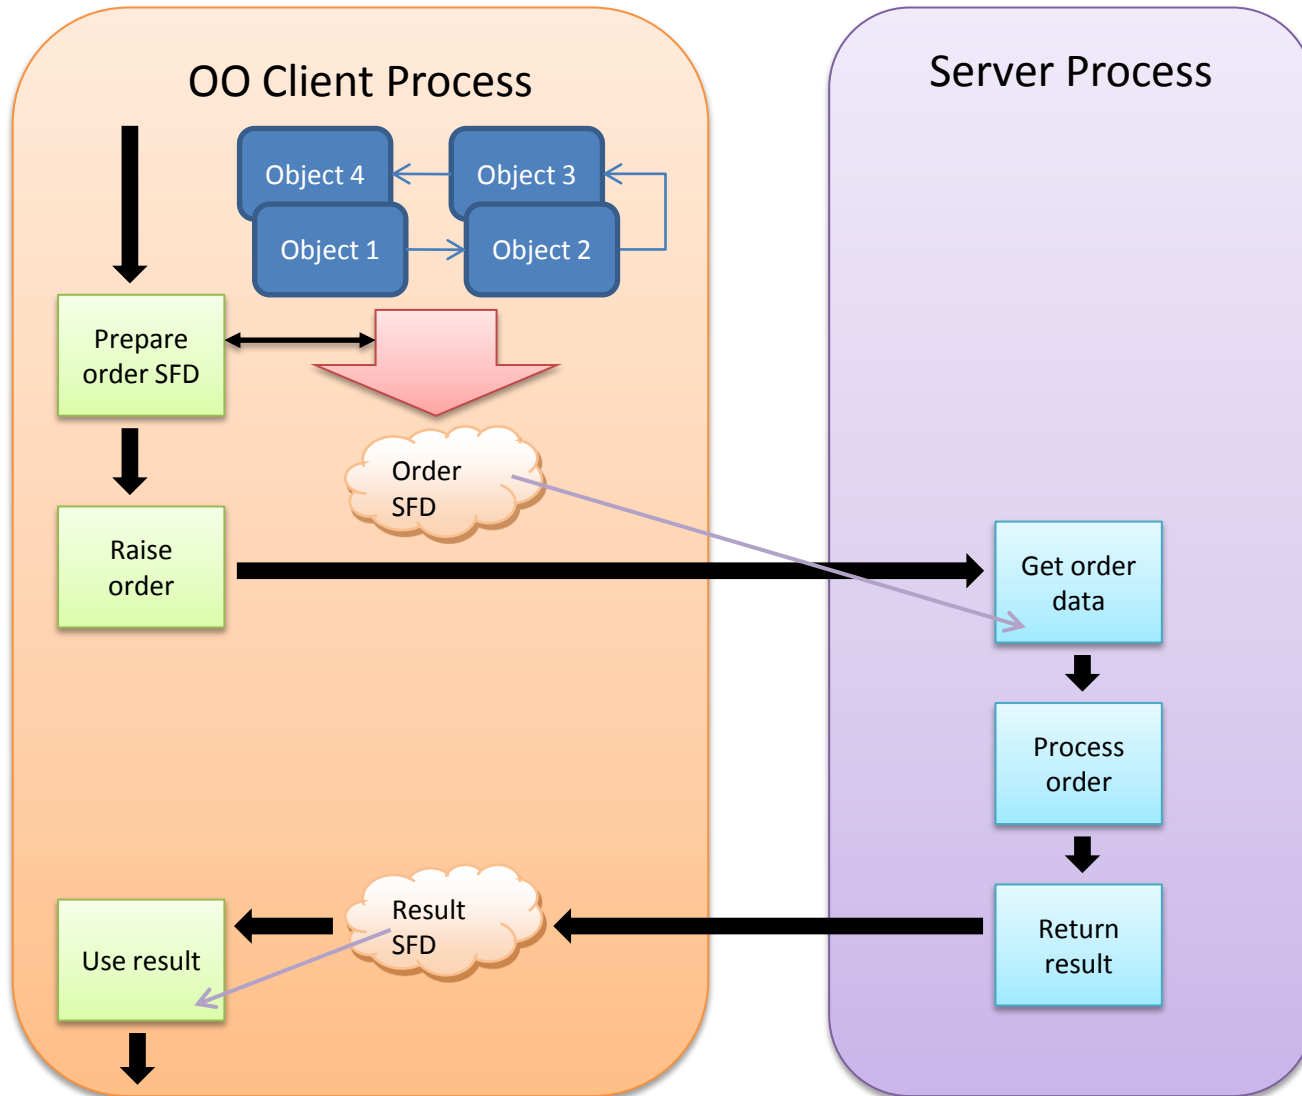 OO Client Process
Server Process
Object 4
Object 3
Object 1
Object 2
Prepare
order SFD
Order
SFD
Raise
order
Get order
data
Process
order
Result
SFD
Use result
Return
result